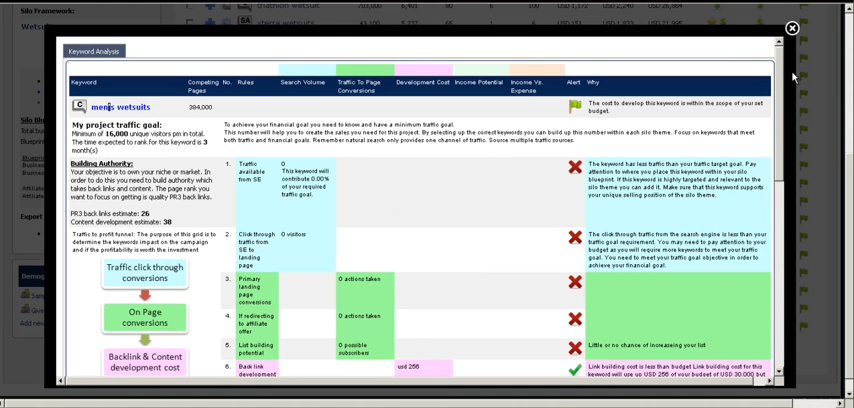 Silo Framework:
Keyword Analysis
Keyword
Competing Pages
No.
Rules
Search Volume
Traffic To Page Conversions
Development Cost
Income Potential
Income Vs. Expense
Alert
Why
C
men's wetsuits
384,000
The cost to develop this keyword is within the scope of your set
budget.
My project traffic goal:
Minimum of 16,000 unique visitors pm in total.
The time expected to rank for this keyword is 3
month(s)
To achieve your financial goal you need to know and have a minimum traffic goal.
This number will help you to create the sales you need for this project. By selecting up the correct keywords you can build up this number within each silo theme. Focus on keywords that meet
both traffic and financial goals. Remember natural search only provides one channel of traffic. Source multiple traffic sources.
Building Authority:
Your objective is to own your niche or market. In
order to do this you need to build authority which
takes back links and content. The page rank you
want to focus on getting is quality PR3 back links.
PR3 back links estimate: 26
Content development estimate: 38
1.
Traffic
available
from SE
0
This keyword will
contribute 0.00%
of your required
traffic goal.
The keyword has less traffic than your traffic target goal. Pay
attention to where you place this keyword within your silo
blueprint. If this keyword is highly targeted and relevant to the
silo theme you can add it. Make sure that this keyword supports
your unique selling position of the silo theme.
Traffic to profit funnel: The purpose of this grid is to
determine the keywords impact on the campaign
and if the profitability is worth the investment
2.
Click through
traffic from
SE to
landing
page
0 visitors
The click through traffic from the search engine is less than your
traffic goal requirement. You may need to pay attention to your
budget as you will require more keywords to meet your traffic
goal. You need to meet your traffic goal objective in order to
achieve your financial goal.
Traffic click through
conversions
3.
Primary
landing
page
conversions
0 actions taken
On Page
conversions
4.
If redirecting
to affiliate
offer
0 actions taken
5.
List building
potential
0 possible
subscribers
Little or no chance of increaseing your list
Backlink & Content
development cost
6.
Back link
development
usd 256
Link building cost is less than budget Link building cost for this
keyword will use up USD 256 of your budget of USD 30,000 but